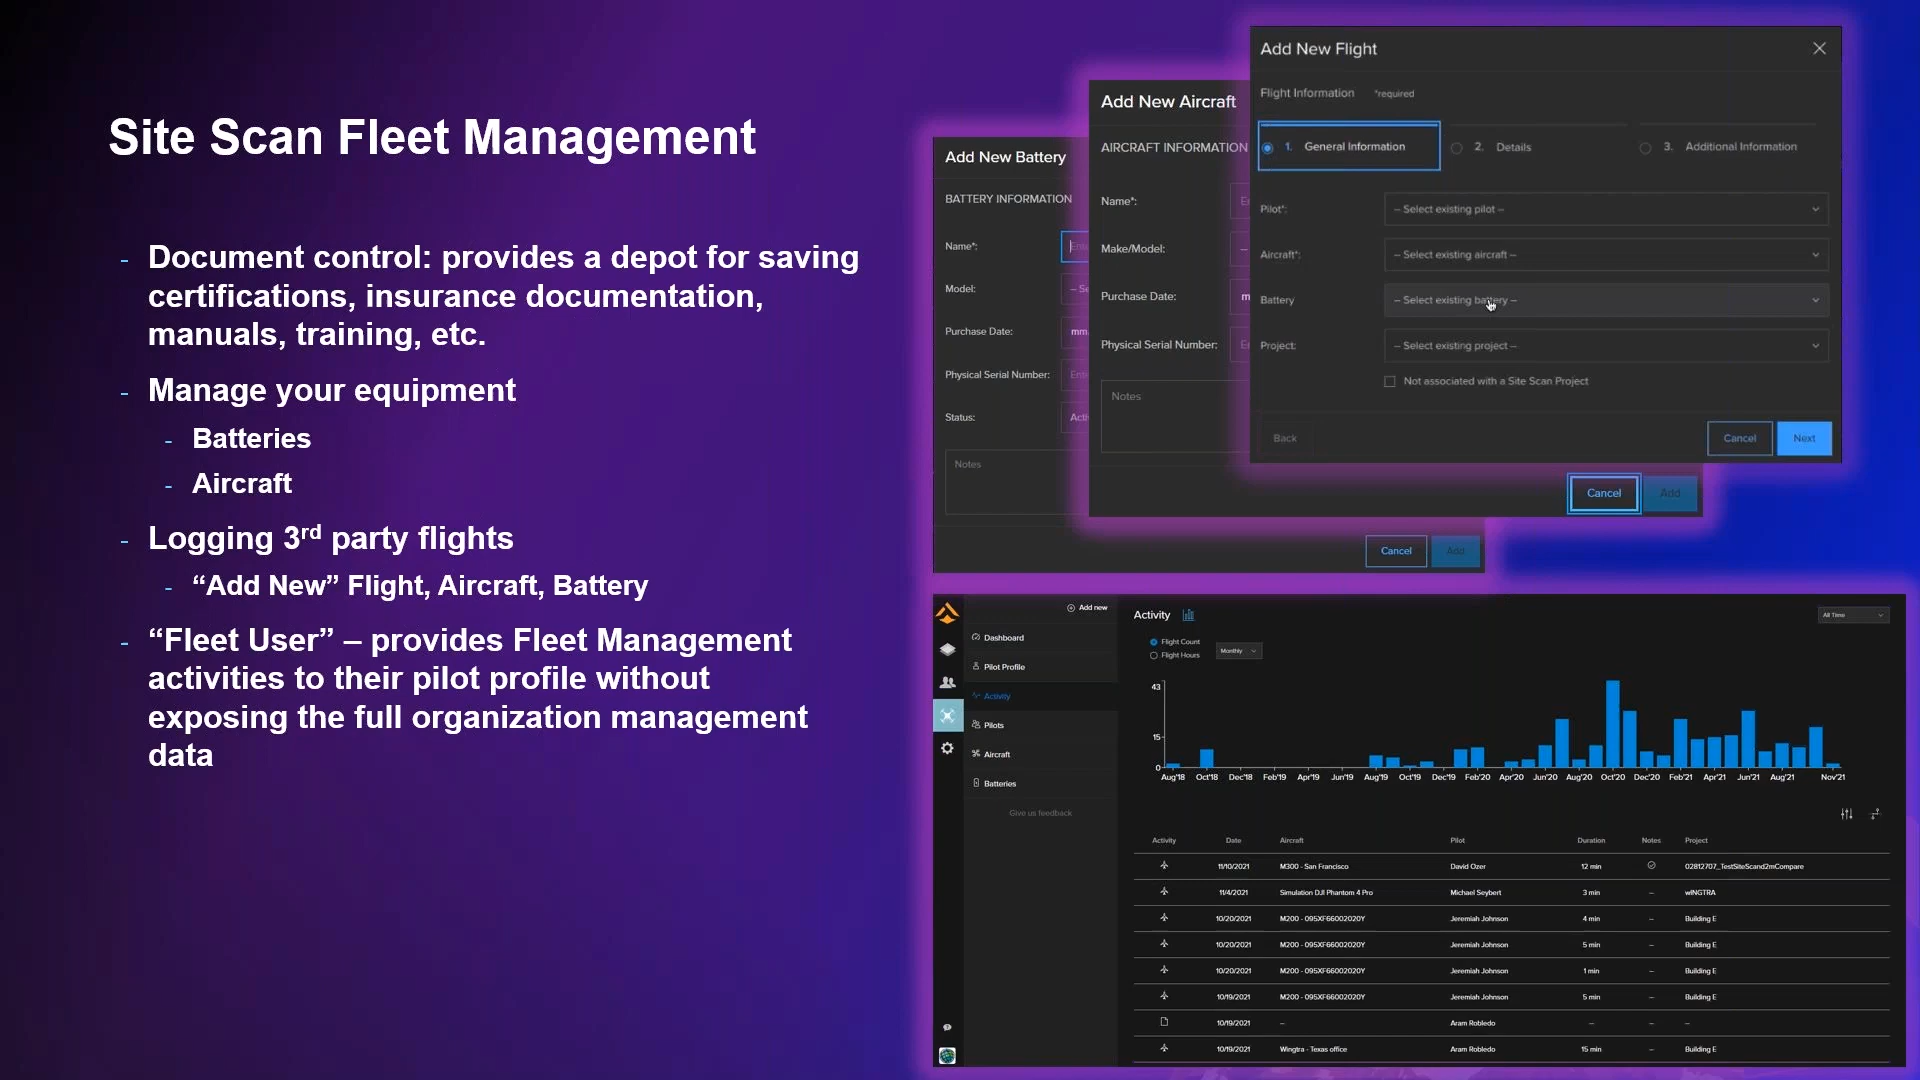 Site Scan Fleet Management
- Document control: provides a depot for saving
certifications, insurance documentation,
manuals, training, etc.
- Manage your equipment
- Batteries
- Aircraft
- Logging 3rd party flights
- “Add New” Flight, Aircraft, Battery
- “Fleet User” – provides Fleet Management
activities to their pilot profile without
exposing the full organization management
data
Add New Battery
BATTERY INFORMATION
Name*:
Model:
Purchase Date:
Physical Serial Number:
Status:
Notes
Cancel Add
Add New Aircraft
AIRCRAFT INFORMATION
Name*:
Make/Model:
Purchase Date:
Physical Serial Number:
Notes
Cancel Add
Add New Flight
Flight Information *required
1. General Information 2. Details 3. Additional Information
Pilot*: -- Select existing pilot --
Aircraft*: -- Select existing aircraft --
Battery -- Select existing battery --
Project: -- Select existing project --
Not associated with a Site Scan Project
Back Cancel Next
Add new
Dashboard
Pilot Profile
Activity
Pilots
Aircraft
Batteries
Give us feedback
Activity All Time
Flight Count
Flight Hours
Monthly
43
15
0
Aug'18 Oct'18 Dec'18 Feb'19 Apr'19 Jun'19 Aug'19 Oct'19 Dec'19 Feb'20 Apr'20 Jun'20 Aug'20 Oct'20 Dec'20 Feb'21 Apr'21 Jun'21 Aug'21 Nov'21
Activity Date Aircraft Pilot Duration Notes Project
11/10/2021 M300 - San Francisco David Ozer 12 min 02812707_TestSiteScand2mCompare
11/4/2021 Simulation DJI Phantom 4 Pro Michael Seybert 3 min -- wINGTRA
10/20/2021 M200 - 095XF66002020Y Jeremiah Johnson 4 min -- Building E
10/20/2021 M200 - 095XF66002020Y Jeremiah Johnson 5 min -- Building E
10/20/2021 M200 - 095XF66002020Y Jeremiah Johnson 1 min -- Building E
10/19/2021 M200 - 095XF66002020Y Jeremiah Johnson 5 min -- Building E
10/19/2021 -- Aram Robledo -- -- --
10/19/2021 Wingtra - Texas office Aram Robledo 15 min -- Building E